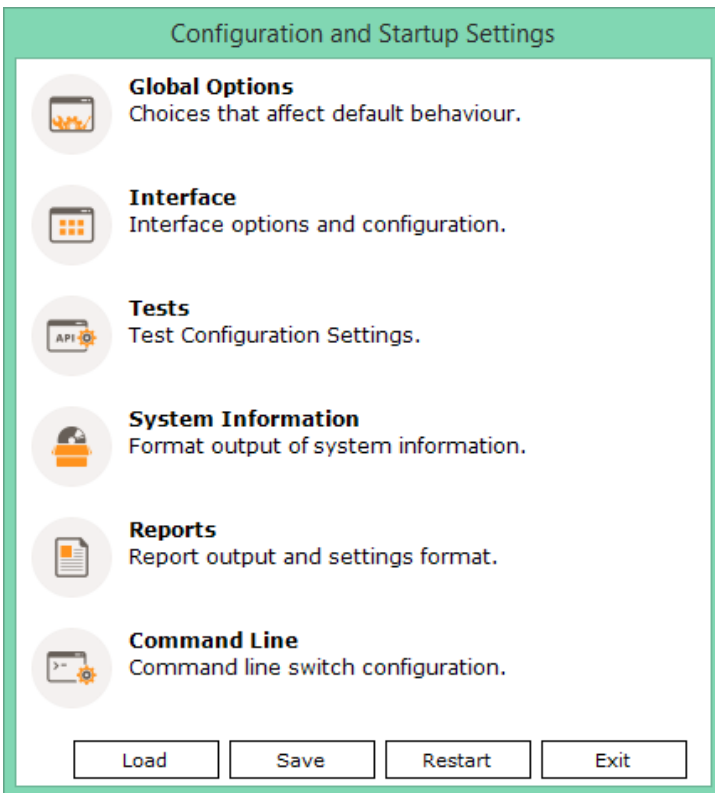 Configuration and Startup Settings
Global Options
Choices that affect default behaviour.
Interface
Interface options and configuration.
API
Tests
Test Configuration Settings.
System Information
Format output of system information.
Reports
Report output and settings format.
Command Line
Command line switch configuration.
Load Save Restart Exit